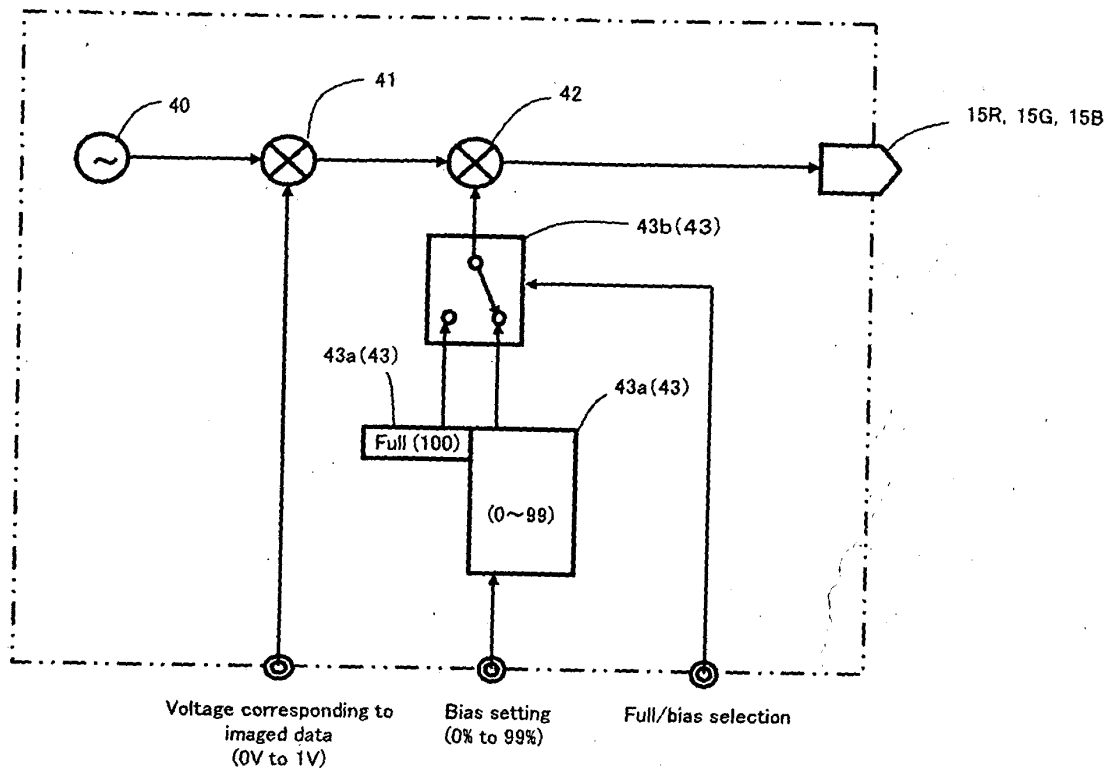 41
42
40
15R, 15G, 15B
43b(43)
43a(43)
43a(43)
Full (100)
(0～99)
Voltage corresponding to
imaged data
(0V to 1V)
Bias setting
(0% to 99%)
Full/bias selection